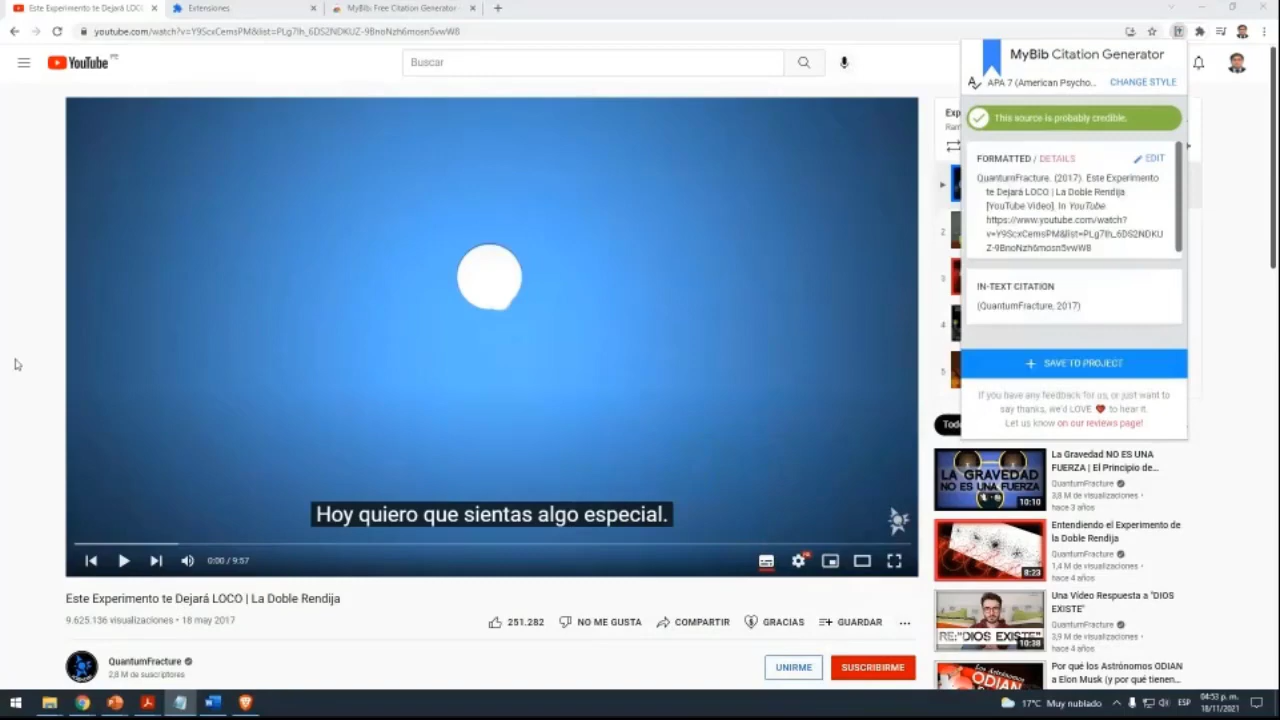 Este Experimento te Dejará LOCO
Extensiones
MyBib: Free Citation Generator
youtube.com/watch?v=Y9ScxCemsPM&list=PLg7lh_6DS2NDKUZ-9BnoNzh6mosn5vwW8
YouTube PE
Buscar
MyBib Citation Generator
APA 7 (American Psycho... CHANGE STYLE
This source is probably credible.
FORMATTED / DETAILS EDIT
QuantumFracture. (2017). Este Experimento
te Dejará LOCO | La Doble Rendija
[YouTube Video]. In YouTube.
https://www.youtube.com/watch?
v=Y9ScxCemsPM&list=PLg7lh_6DS2NDKU
Z-9BnoNzh6mosn5vwW8
IN-TEXT CITATION
(QuantumFracture, 2017)
+ SAVE TO PROJECT
If you have any feedback for us, or just want to
say thanks, we'd LOVE ❤ to hear it.
Let us know on our reviews page!
Exp
2
3
4
5
Hoy quiero que sientas algo especial.
0:00 / 9:57
Este Experimento te Dejará LOCO | La Doble Rendija
9.625.136 visualizaciones • 18 may 2017
251.282 NO ME GUSTA COMPARTIR GRACIAS GUARDAR ...
QuantumFracture
2,8 M de suscriptores
UNIRME SUSCRIBIRME
LA GRAVEDAD
NO ES UNA FUERZA
10:10
La Gravedad NO ES UNA
FUERZA | El Principio de...
QuantumFracture
3,8 M de visualizaciones •
hace 3 años
8:23
Entendiendo el Experimento de
la Doble Rendija
QuantumFracture
1,4 M de visualizaciones •
hace 4 años
RE:"DIOS EXISTE"
10:38
Una Vídeo Respuesta a "DIOS
EXISTE"
QuantumFracture
3,9 M de visualizaciones •
hace 4 años
ODIAN
Por qué los Astrónomos ODIAN
a Elon Musk (y por qué tienen...
17°C Muy nublado
ESP
04:53 p. m.
18/11/2021